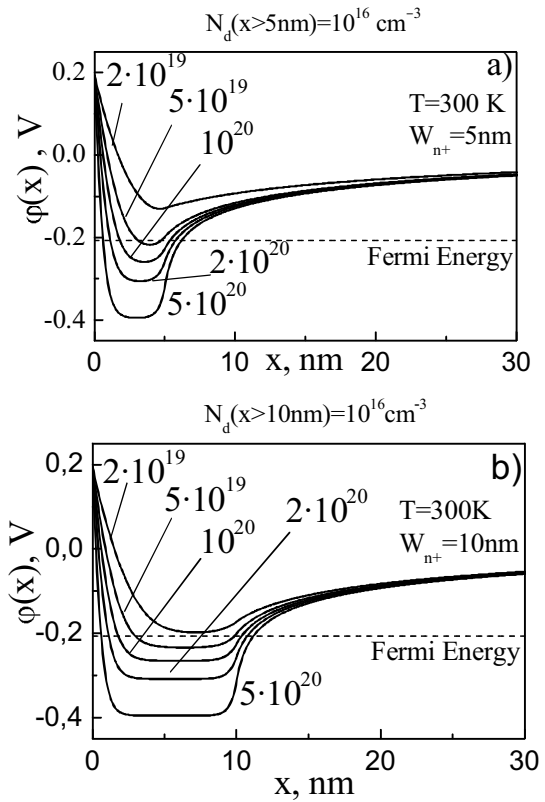 N_d(x>5nm)=10^16 cm^−3
a)
0,2
2·10^19
5·10^19
T=300 K
10^20
W_n+=5nm
0,0
φ(x), V
-0,2
Fermi Energy
2·10^20
5·10^20
-0,4
0 10 20 30
x, nm
N_d(x>10nm)=10^16cm^−3
b)
0,2
2·10^19
5·10^19
2·10^20
10^20
T=300K
W_n+=10nm
0,0
φ(x), V
-0,2
Fermi Energy
5·10^20
-0,4
0 10 20 30
x, nm